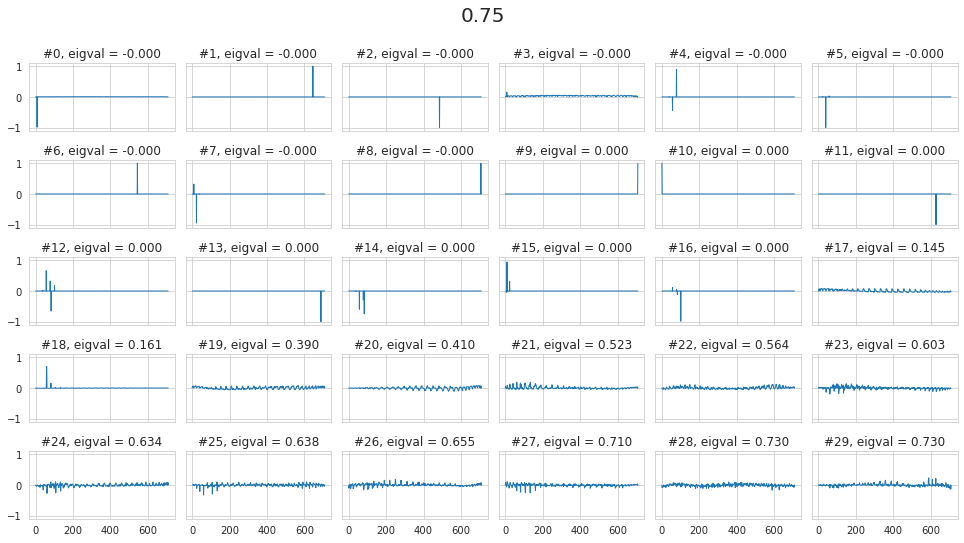 0.75
#0, eigval = -0.000 #1, eigval = -0.000 #2, eigval = -0.000 #3, eigval = -0.000 #4, eigval = -0.000 #5, eigval = -0.000
1
0
−1
#6, eigval = -0.000 #7, eigval = -0.000 #8, eigval = -0.000 #9, eigval = 0.000 #10, eigval = 0.000 #11, eigval = 0.000
1
0
−1
#12, eigval = 0.000 #13, eigval = 0.000 #14, eigval = 0.000 #15, eigval = 0.000 #16, eigval = 0.000 #17, eigval = 0.145
1
0
−1
#18, eigval = 0.161 #19, eigval = 0.390 #20, eigval = 0.410 #21, eigval = 0.523 #22, eigval = 0.564 #23, eigval = 0.603
1
0
−1
#24, eigval = 0.634 #25, eigval = 0.638 #26, eigval = 0.655 #27, eigval = 0.710 #28, eigval = 0.730 #29, eigval = 0.730
1
0
−1
0 200 400 600 0 200 400 600 0 200 400 600 0 200 400 600 0 200 400 600 0 200 400 600